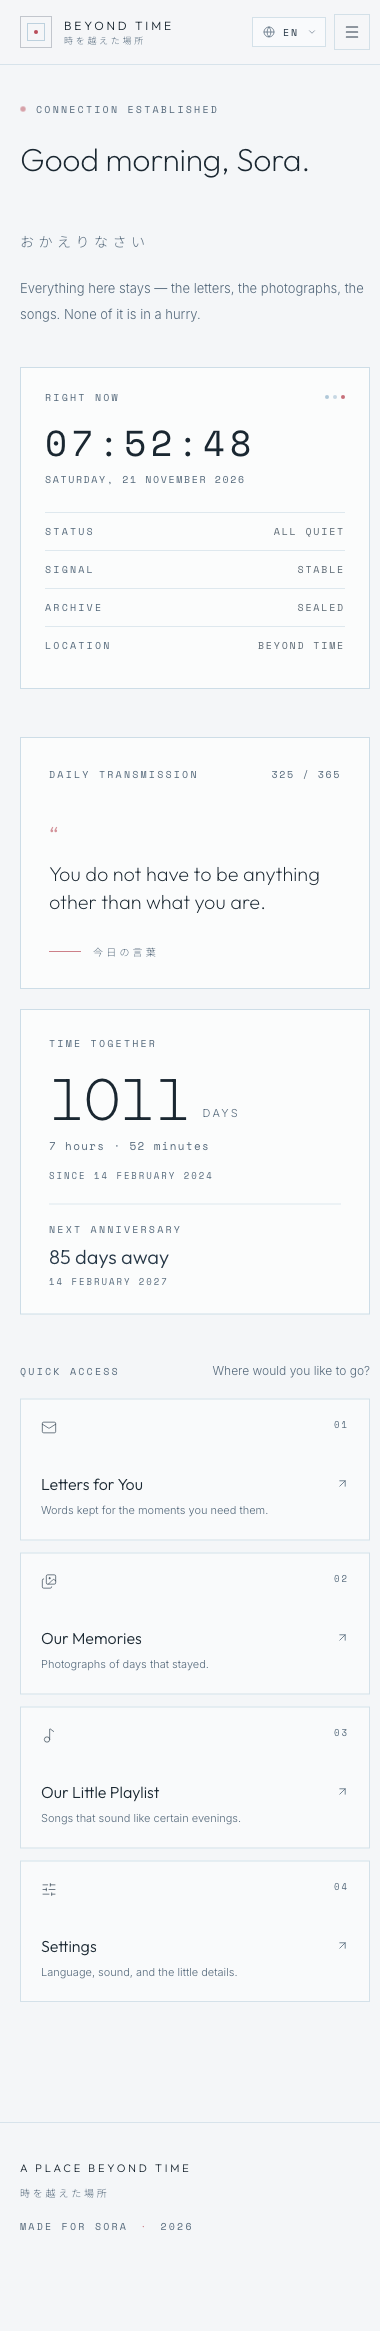 BEYOND TIME
時を越えた場所
EN
CONNECTION ESTABLISHED
Good morning, Sora.
おかえりなさい
Everything here stays — the letters, the photographs, the
songs. None of it is in a hurry.
RIGHT NOW
07:52:48
SATURDAY, 21 NOVEMBER 2026
STATUS ALL QUIET
SIGNAL STABLE
ARCHIVE SEALED
LOCATION BEYOND TIME
DAILY TRANSMISSION 325 / 365
“
You do not have to be anything
other than what you are.
今日の言葉
TIME TOGETHER
1011 DAYS
7 hours · 52 minutes
SINCE 14 FEBRUARY 2024
NEXT ANNIVERSARY
85 days away
14 FEBRUARY 2027
QUICK ACCESS Where would you like to go?
01
Letters for You
Words kept for the moments you need them.
02
Our Memories
Photographs of days that stayed.
03
Our Little Playlist
Songs that sound like certain evenings.
04
Settings
Language, sound, and the little details.
A PLACE BEYOND TIME
時を越えた場所
MADE FOR SORA · 2026